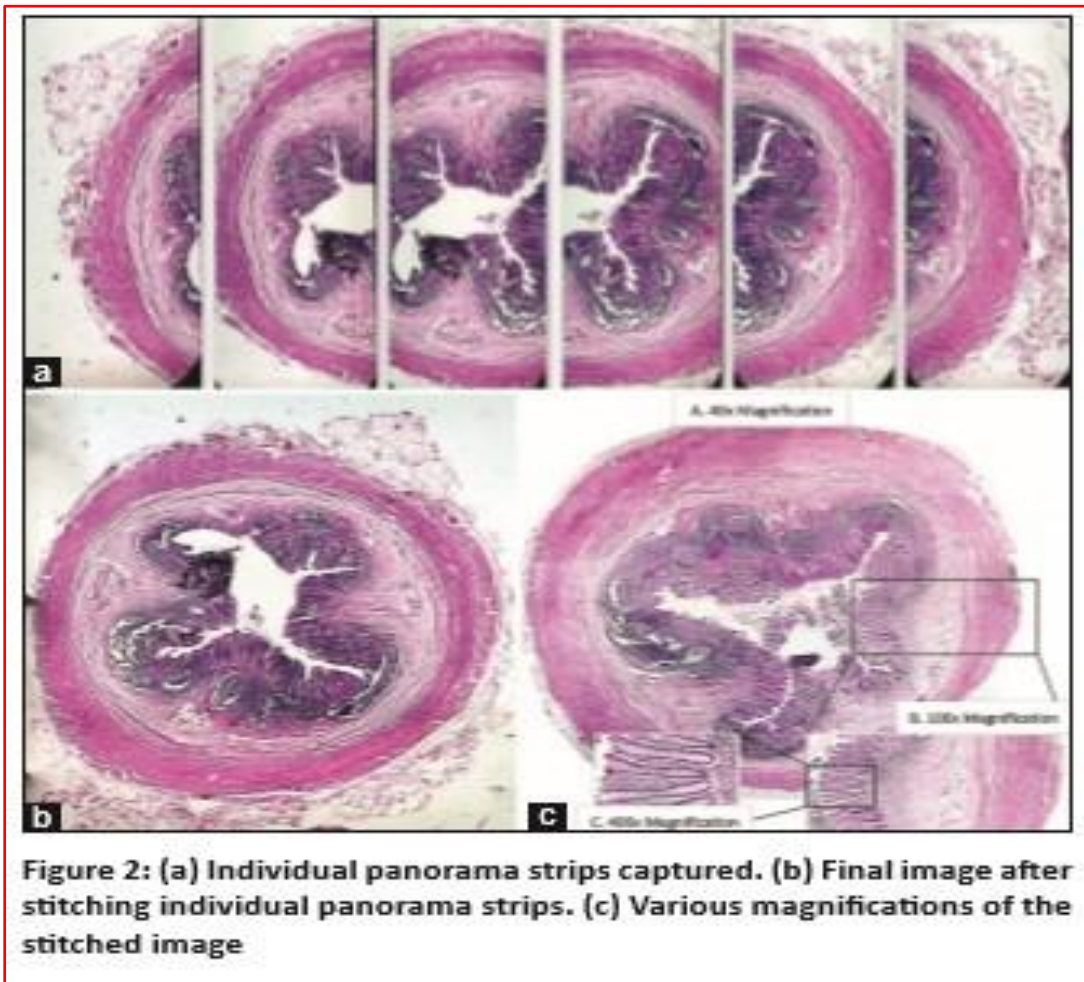 a
A. 40x Magnification
B. 100x Magnification
b
c
C. 400x Magnification
Figure 2: (a) Individual panorama strips captured. (b) Final image after
stitching individual panorama strips. (c) Various magnifications of the
stitched image